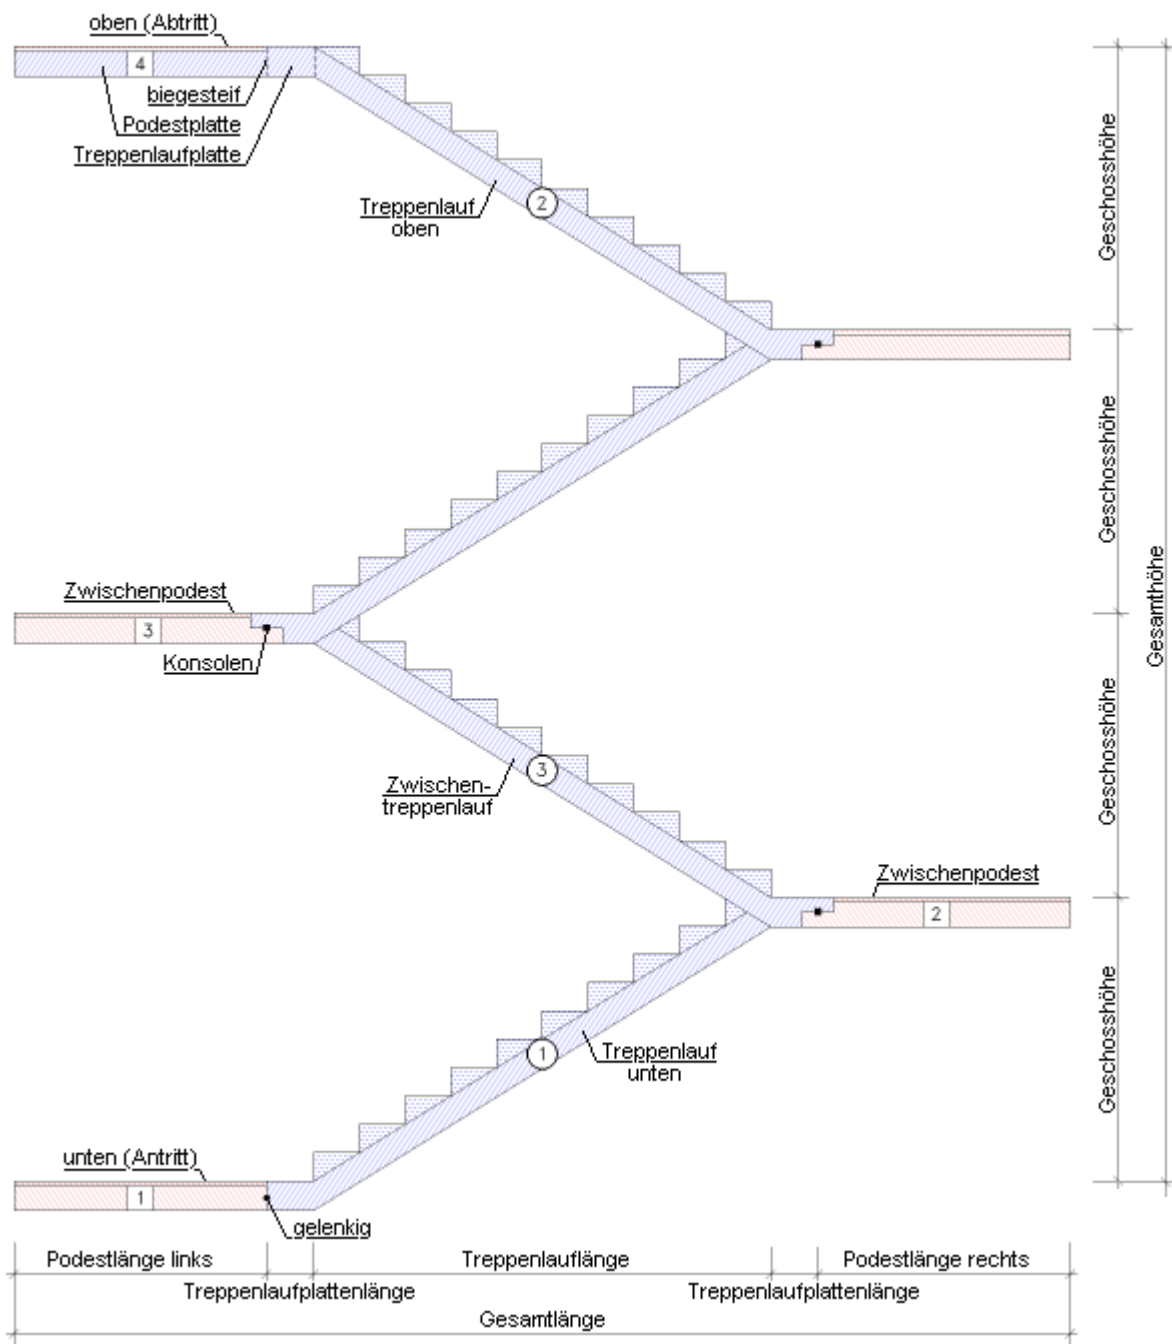 oben (Abtritt)
4
biegesteif
Podestplatte
Treppenlaufplatte
2
Treppenlauf
oben
Geschosshöhe
Geschosshöhe
Gesamthöhe
Zwischenpodest
3
Konsolen
3
Zwischen-
treppenlauf
Geschosshöhe
Zwischenpodest
2
1
Treppenlauf
unten
Geschosshöhe
unten (Antritt)
1
gelenkig
Podestlänge links
Treppenlauflänge
Podestlänge rechts
Treppenlaufplattenlänge
Treppenlaufplattenlänge
Gesamtlänge